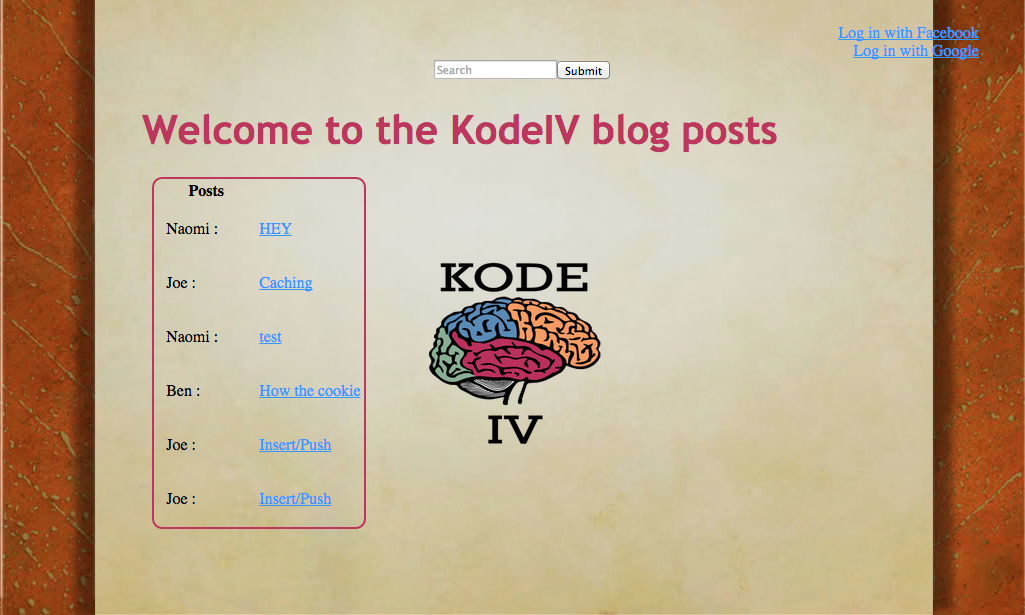 Log in with Facebook
Log in with Google
Search Submit
Welcome to the KodeIV blog posts
Posts
Naomi : HEY
Joe : Caching
Naomi : test
Ben : How the cookie
Joe : Insert/Push
Joe : Insert/Push
KODE
IV